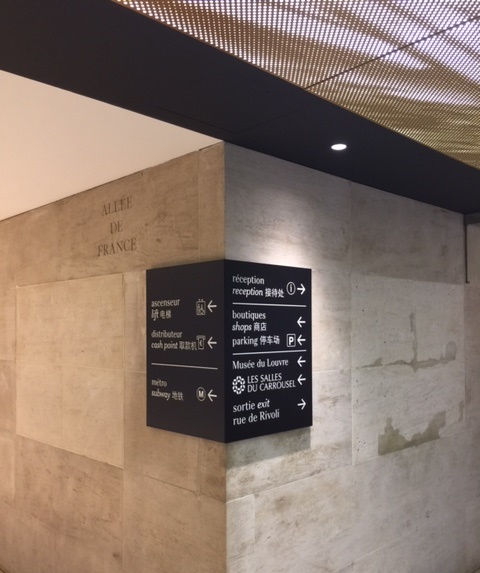 ALLÉE
DE
FRANCE
ascenseur
lift 电梯
distributeur
cash point 取款机
métro
subway 地铁 M
réception
reception 接待处 i
boutiques
shops 商店
parking 停车场 P
Musée du Louvre
LES SALLES
DU CARROUSEL
sortie exit
rue de Rivoli